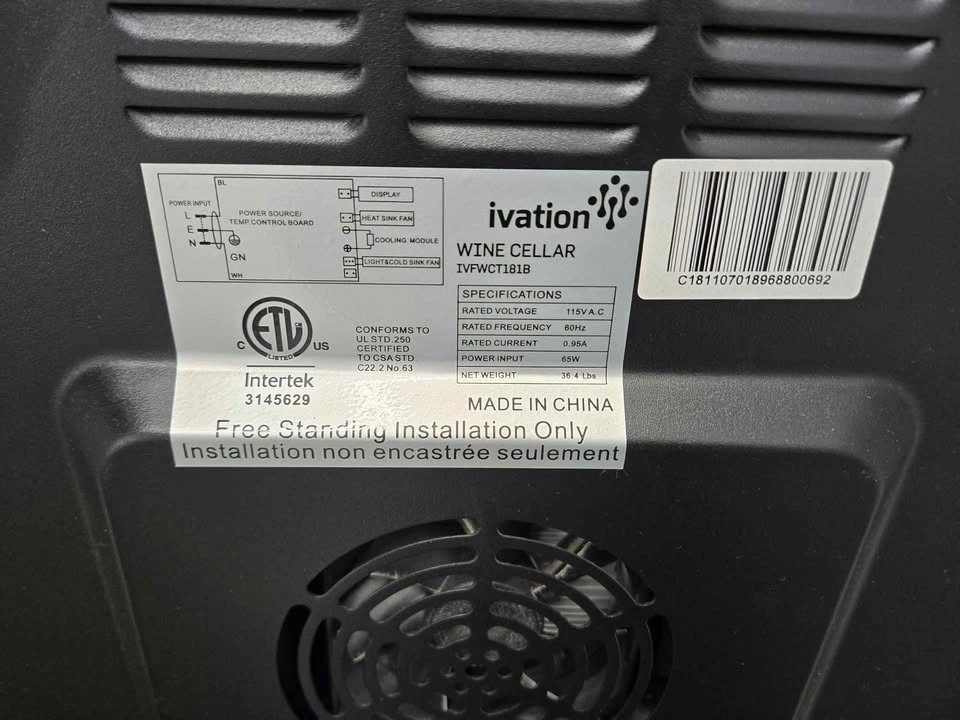 BL
POWER INPUT
L
E
N
POWER SOURCE/
TEMP.CONTROL BOARD
GN
WH
DISPLAY
HEAT SINK FAN
COOLING MODULE
LIGHT&COLD SINK FAN
ivation
WINE CELLAR
IVFWCT181B
SPECIFICATIONS
RATED VOLTAGE 115V A.C
RATED FREQUENCY 60Hz
RATED CURRENT 0.95A
POWER INPUT 65W
NET WEIGHT 36.4 Lbs
ETL
CM
LISTED
C US
Intertek
3145629
CONFORMS TO
UL STD.250
CERTIFIED
TO CSA STD.
C22.2 No.63
MADE IN CHINA
Free Standing Installation Only
Installation non encastrée seulement
C181107018968800692